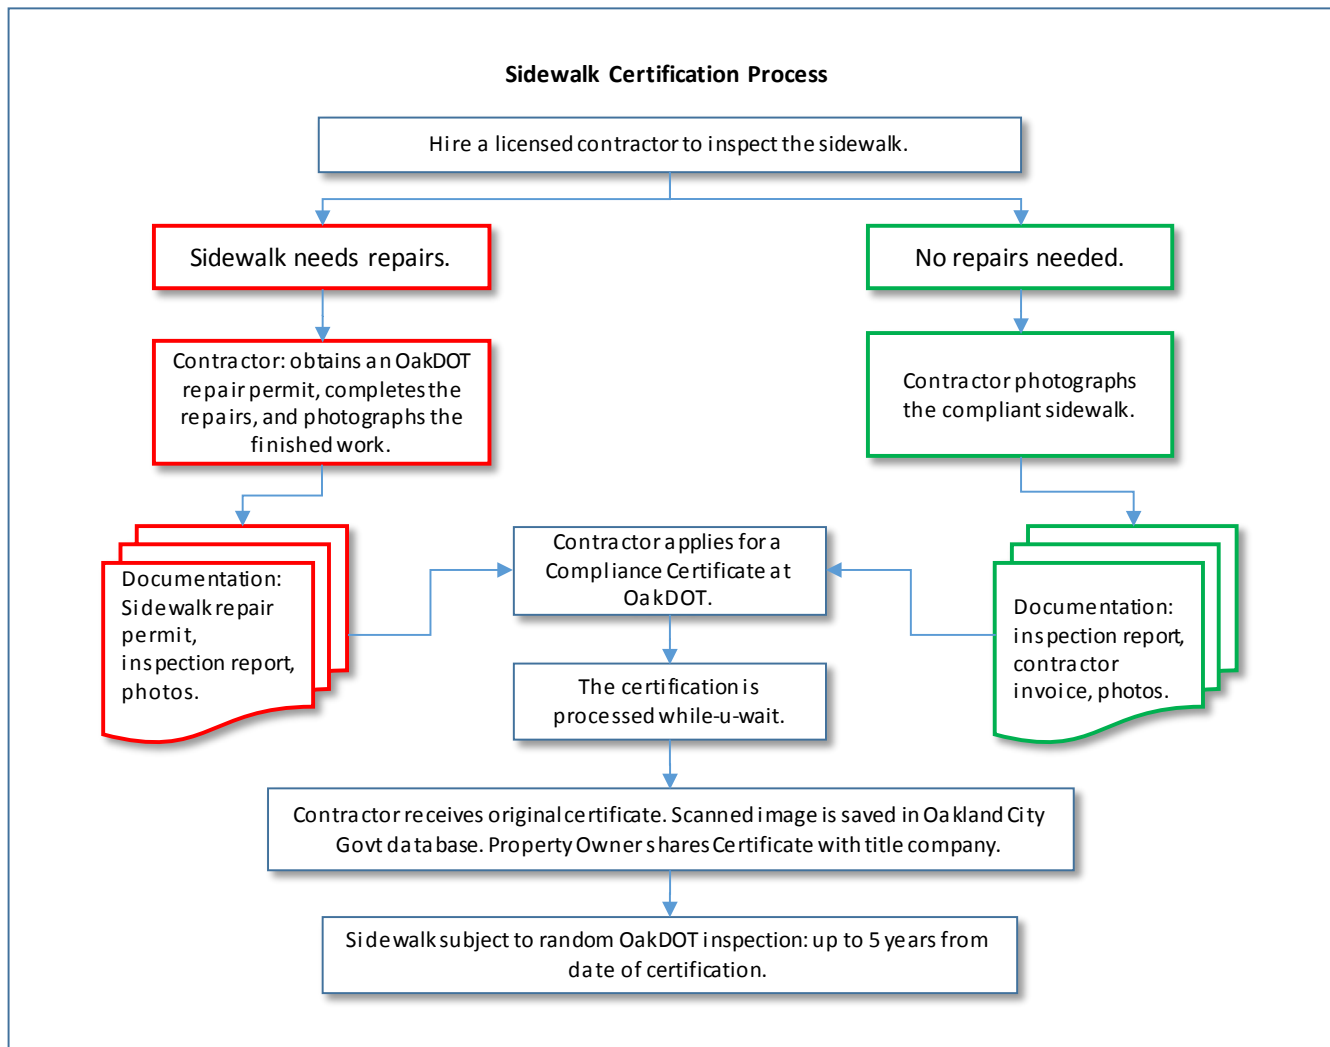 Sidewalk Certification Process
Hire a licensed contractor to inspect the sidewalk.
Sidewalk needs repairs.
No repairs needed.
Contractor: obtains an OakDOT
repair permit, completes the
repairs, and photographs the
finished work.
Contractor photographs
the compliant sidewalk.
Documentation:
Sidewalk repair
permit,
inspection report,
photos.
Contractor applies for a
Compliance Certificate at
OakDOT.
Documentation:
inspection report,
contractor
invoice, photos.
The certification is
processed while-u-wait.
Contractor receives original certificate. Scanned image is saved in Oakland City
Govt database. Property Owner shares Certificate with title company.
Sidewalk subject to random OakDOT inspection: up to 5 years from
date of certification.